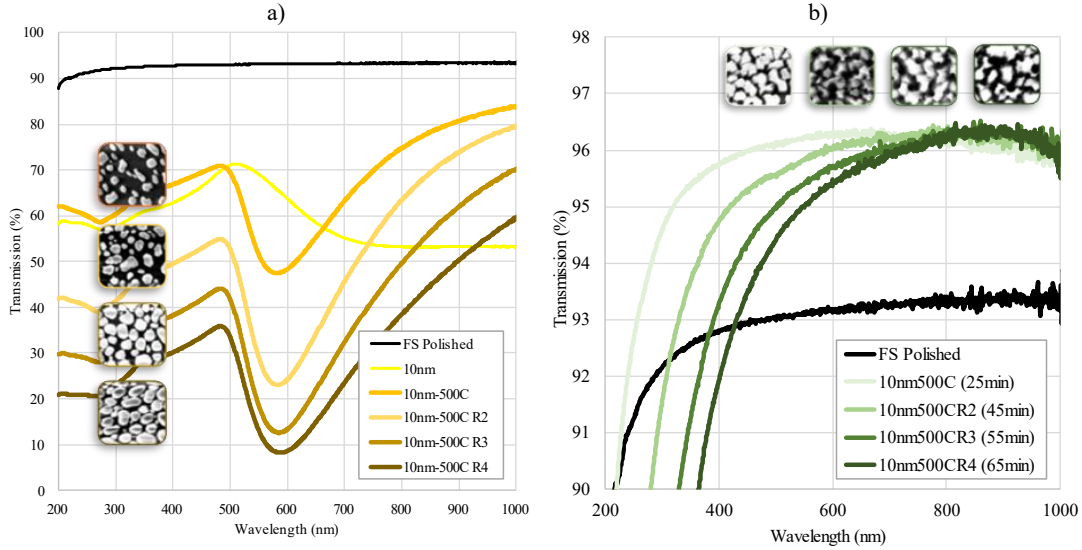 a)
100
90
80
70
60
50
40
30
20
10
0
Transmission (%)
200 300 400 500 600 700 800 900 1000
Wavelength (nm)
FS Polished
10nm
10nm-500C
10nm-500C R2
10nm-500C R3
10nm-500C R4
b)
98
97
96
95
94
93
92
91
90
Transmission (%)
200 400 600 800 1000
Wavelength (nm)
FS Polished
10nm500C (25min)
10nm500CR2 (45min)
10nm500CR3 (55min)
10nm500CR4 (65min)